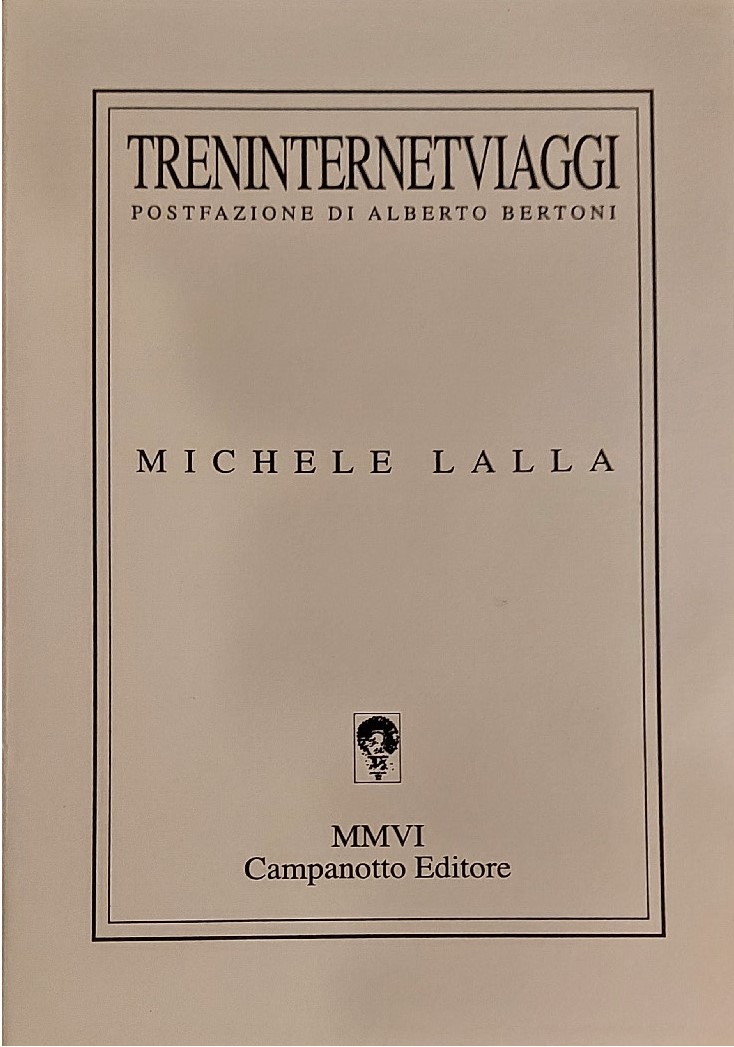 TRENINTERNETVIAGGI
POSTFAZIONE DI ALBERTO BERTONI
MICHELE LALLA
MMVI
Campanotto Editore